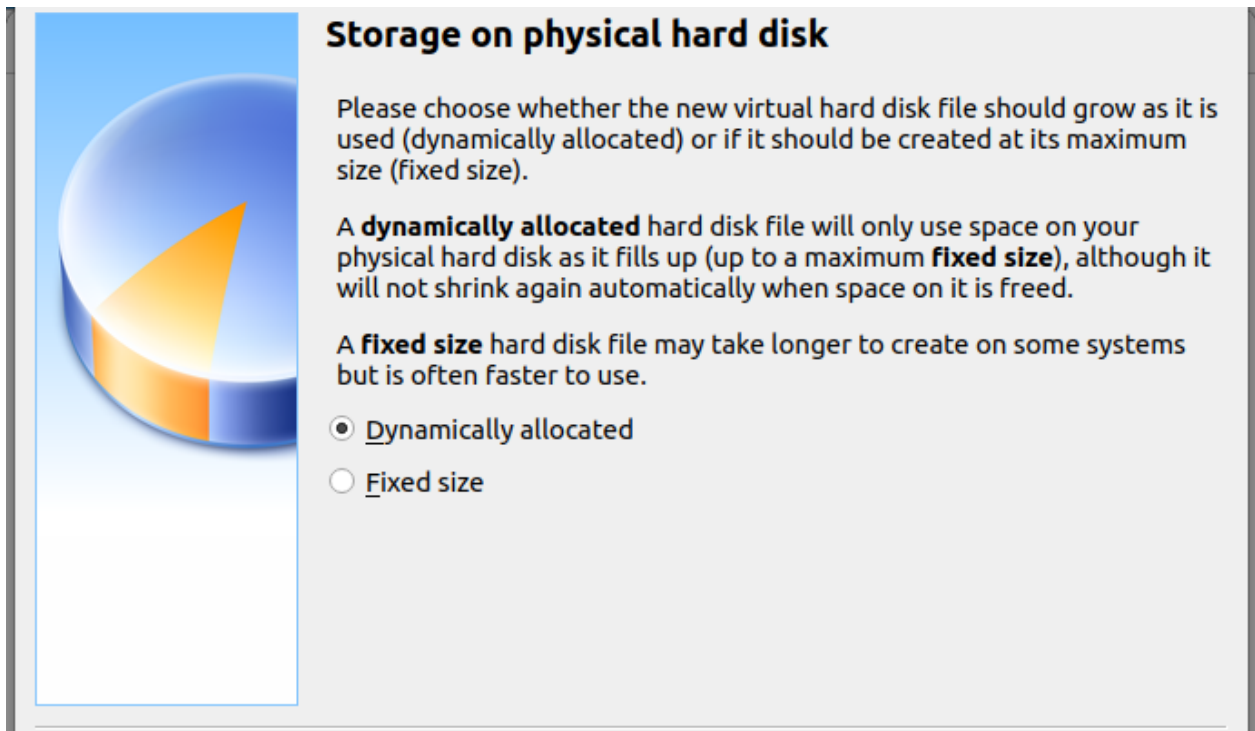 Storage on physical hard disk
Please choose whether the new virtual hard disk file should grow as it is
used (dynamically allocated) or if it should be created at its maximum
size (fixed size).
A dynamically allocated hard disk file will only use space on your
physical hard disk as it fills up (up to a maximum fixed size), although it
will not shrink again automatically when space on it is freed.
A fixed size hard disk file may take longer to create on some systems
but is often faster to use.
Dynamically allocated
Fixed size